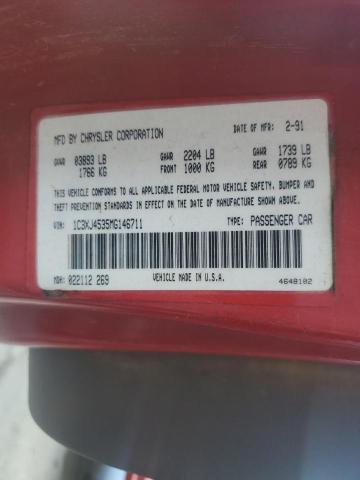 MFD BY CHRYSLER CORPORATION DATE OF MFR: 2-91
GVWR 03893 LB GAWR 2204 LB GAWR 1739 LB
1766 KG FRONT 1000 KG REAR 0789 KG
THIS VEHICLE COMFORMS TO ALL APPLICABLE FEDERAL MOTOR VEHICLE SAFETY, BUMPER AND
THEFT PREVENTION STANDARDS IN EFFECT ON THE DATE OF MANUFACTURE SHOWN ABOVE.
VIN: 1C3XJ4535MG146711 TYPE: PASSENGER CAR
MDH: 022112 269 VEHICLE MADE IN U.S.A. 4648102